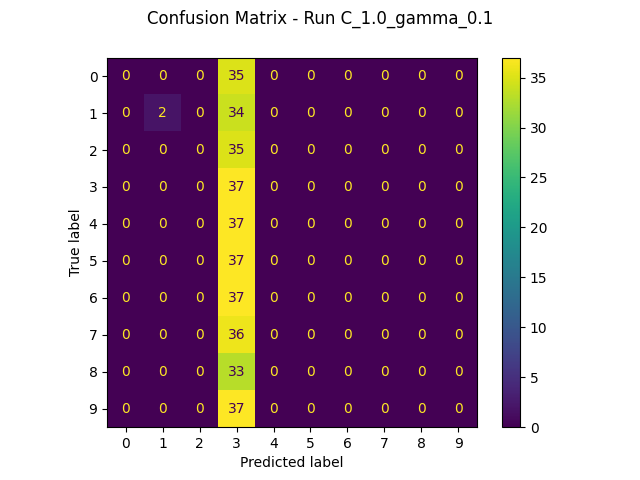 Confusion Matrix - Run C_1.0_gamma_0.1
0 0 0 0 35 0 0 0 0 0 0
1 0 2 0 34 0 0 0 0 0 0
2 0 0 0 35 0 0 0 0 0 0
3 0 0 0 37 0 0 0 0 0 0
4 0 0 0 37 0 0 0 0 0 0
5 0 0 0 37 0 0 0 0 0 0
6 0 0 0 37 0 0 0 0 0 0
7 0 0 0 36 0 0 0 0 0 0
8 0 0 0 33 0 0 0 0 0 0
9 0 0 0 37 0 0 0 0 0 0
0 1 2 3 4 5 6 7 8 9
Predicted label
True label
35
30
25
20
15
10
5
0